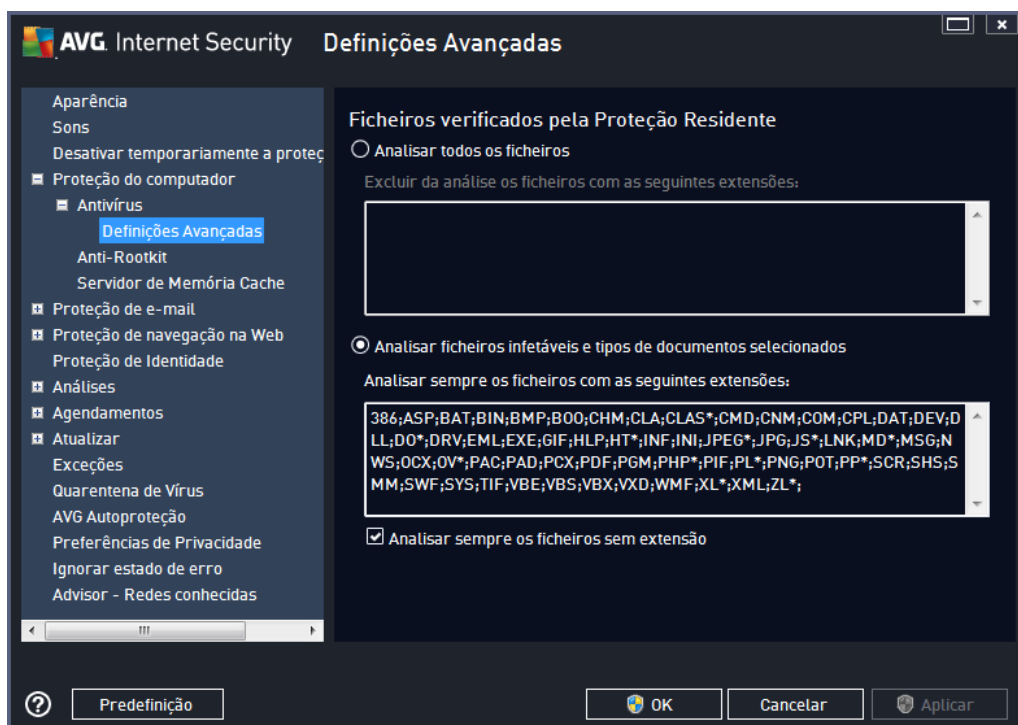 AVG. Internet Security
Definições Avançadas
Aparência
Sons
Desativar temporariamente a proteç
Proteção do computador
Antivírus
Definições Avançadas
Anti-Rootkit
Servidor de Memória Cache
Proteção de e-mail
Proteção de navegação na Web
Proteção de Identidade
Análises
Agendamentos
Atualizar
Exceções
Quarentena de Vírus
AVG Autoproteção
Preferências de Privacidade
Ignorar estado de erro
Advisor - Redes conhecidas
Ficheiros verificados pela Proteção Residente
Analisar todos os ficheiros
Excluir da análise os ficheiros com as seguintes extensões:
Analisar ficheiros infetáveis e tipos de documentos selecionados
Analisar sempre os ficheiros com as seguintes extensões:
386;ASP;BAT;BIN;BMP;BOO;CHM;CLA;CLAS*;CMD;CNM;COM;CPL;DAT;DEV;D
LL;DO*;DRV;EML;EXE;GIF;HLP;HT*;INF;INI;JPEG*;JPG;JS*;LNK;MD*;MSG;N
WS;OCX;OV*;PAC;PAD;PCX;PDF;PGM;PHP*;PIF;PL*;PNG;POT;PP*;SCR;SHS;S
MM;SWF;SYS;TIF;VBE;VBS;VBX;VXD;WMF;XL*;XML;ZL*;
Analisar sempre os ficheiros sem extensão
Predefinição
OK
Cancelar
Aplicar